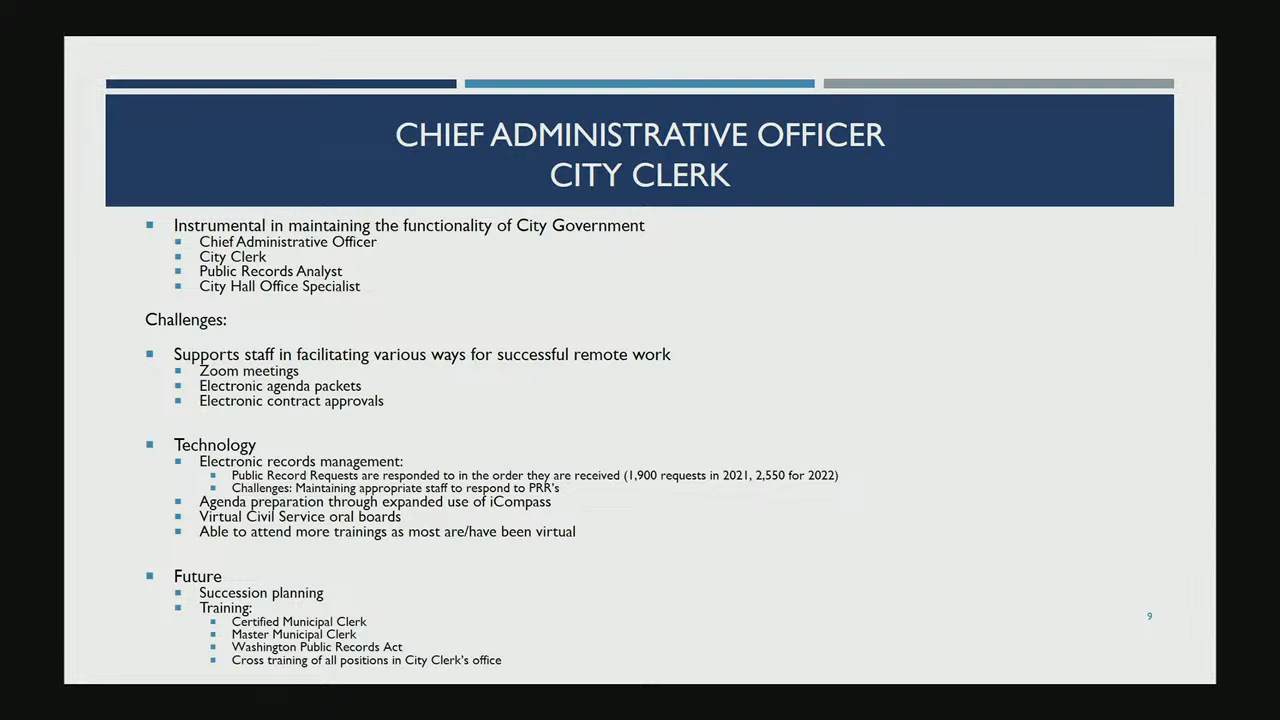 CHIEF ADMINISTRATIVE OFFICER
CITY CLERK
Instrumental in maintaining the functionality of City Government
Chief Administrative Officer
City Clerk
Public Records Analyst
City Hall Office Specialist
Challenges:
Supports staff in facilitating various ways for successful remote work
Zoom meetings
Electronic agenda packets
Electronic contract approvals
Technology
Electronic records management:
Public Record Requests are responded to in the order they are received (1,900 requests in 2021, 2,550 for 2022)
Challenges: Maintaining appropriate staff to respond to PRR's
Agenda preparation through expanded use of iCompass
Virtual Civil Service oral boards
Able to attend more trainings as most are/have been virtual
Future
Succession planning
Training:
Certified Municipal Clerk
Master Municipal Clerk
Washington Public Records Act
Cross training of all positions in City Clerk's office
9